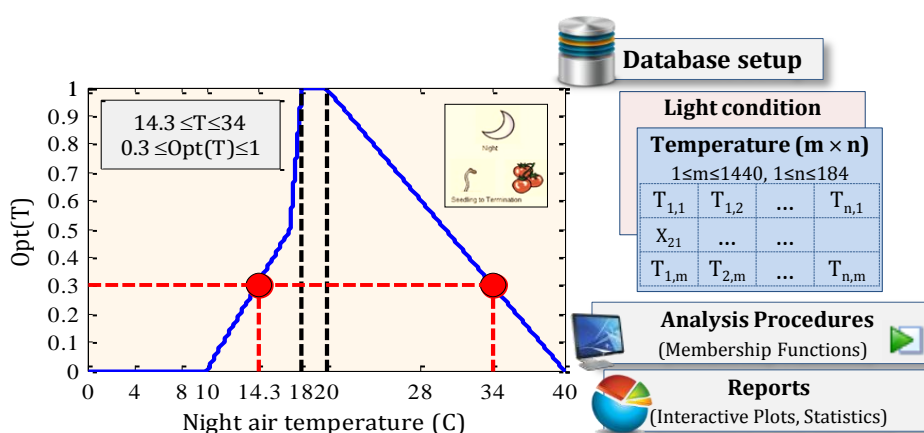 Opt(T)
1
0.9
0.8
0.7
0.6
0.5
0.4
0.3
0.2
0.1
0
14.3 ≤T≤34
0.3 ≤Opt(T)≤1
Night
Seedling to Termination
0 4 8 10 14.3 18 20 28 34 40
Night air temperature (C)
Database setup
Light condition
Temperature (m × n)
1≤m≤1440, 1≤n≤184
T1,1 T1,2 ... Tn,1
X21 ... ...
T1,m T2,m ... Tn,m
Analysis Procedures
(Membership Functions)
Reports
(Interactive Plots, Statistics)